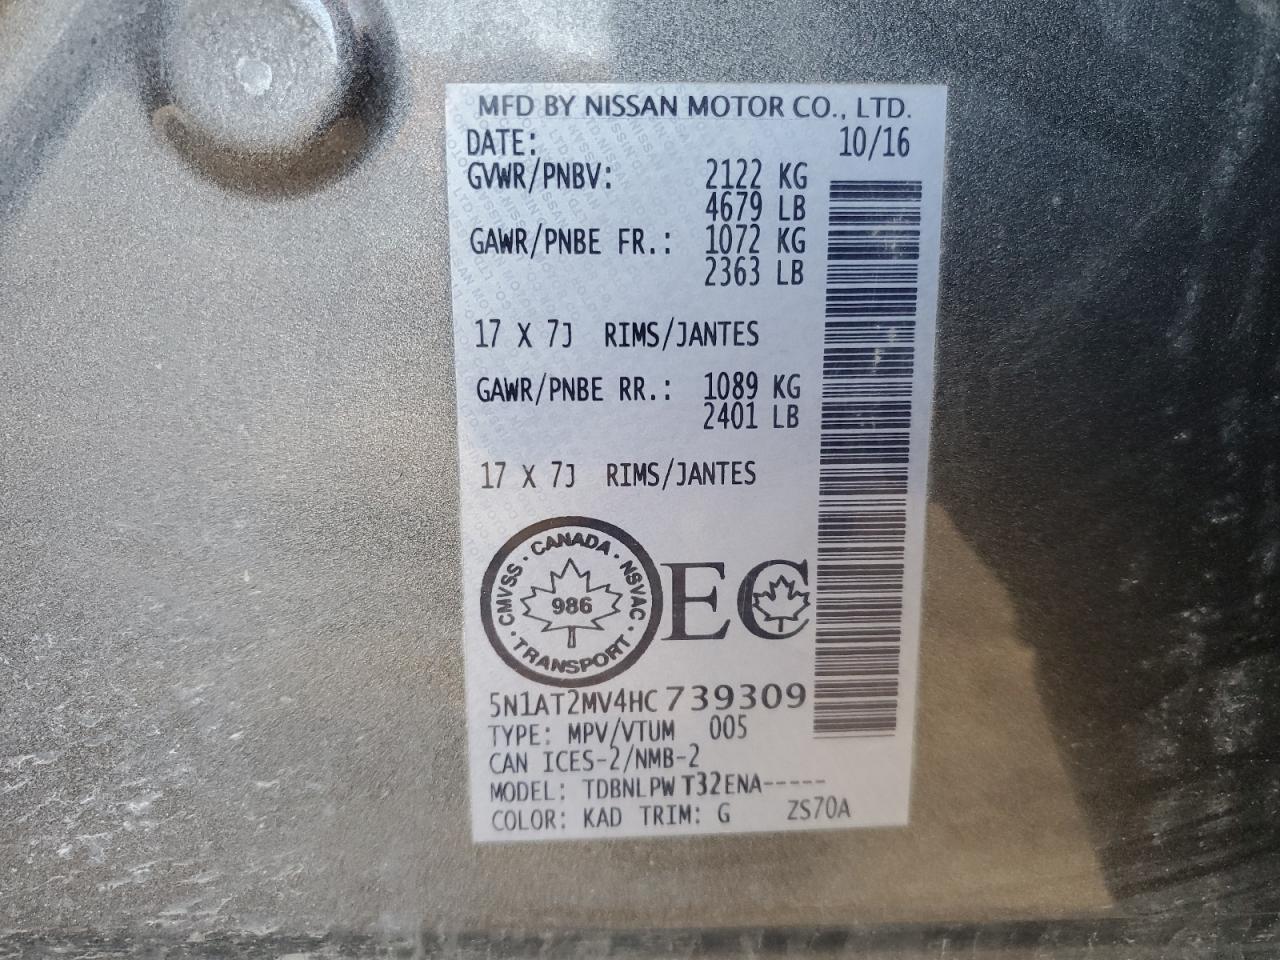 MFD BY NISSAN MOTOR CO., LTD.
DATE: 10/16
GVWR/PNBV: 2122 KG
4679 LB
GAWR/PNBE FR.: 1072 KG
2363 LB
17 X 7J RIMS/JANTES
GAWR/PNBE RR.: 1089 KG
2401 LB
17 X 7J RIMS/JANTES
CMVSS · CANADA · NSVAC · TRANSPORT ·
986
EC
5N1AT2MV4HC739309
TYPE: MPV/VTUM 005
CAN ICES-2/NMB-2
MODEL: TDBNLPW T32ENA-----
COLOR: KAD TRIM: G ZS70A